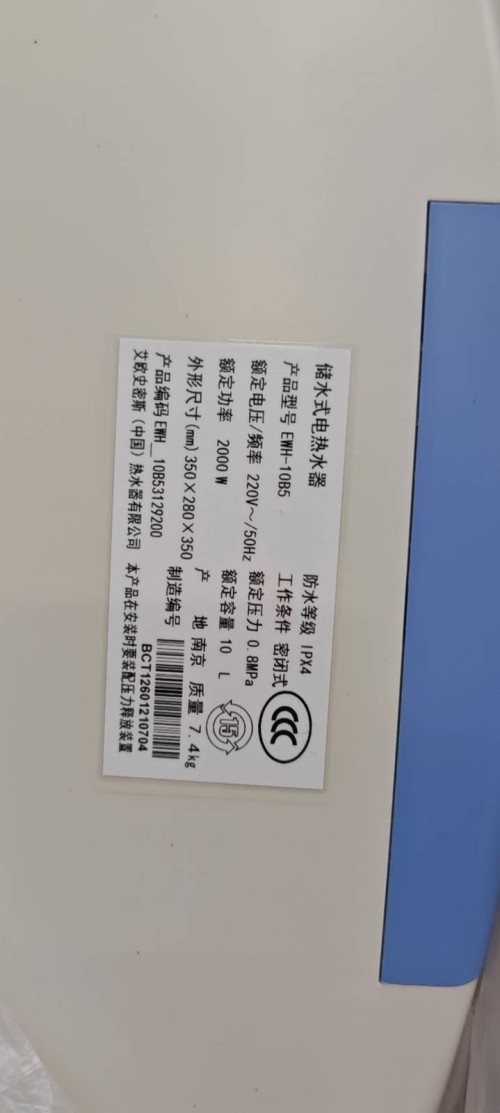 储水式电热水器 防水等级 IPX4
产品型号 EWH-10B5 工作条件 密闭式
额定电压/频率 220V～/50Hz 额定压力 0.8MPa
额定功率 2000W 额定容量 10 L
外形尺寸(mm)350×280×350 产 地 南京 质量 7.4kg
产品编码 EWH_10B53129200 制造编号
BCT12601210704
艾欧史密斯（中国）热水器有限公司 本产品在安装时要装配压力释放装置
CCC
15